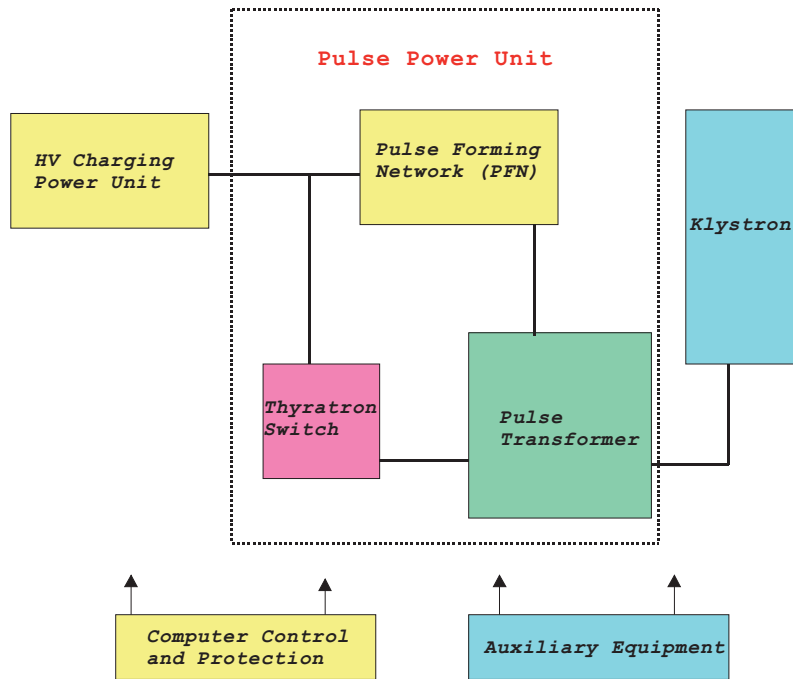 Pulse Power Unit
HV Charging
Power Unit
Pulse Forming
Network (PFN)
Klystron
Thyratron
Switch
Pulse
Transformer
Computer Control
and Protection
Auxiliary Equipment